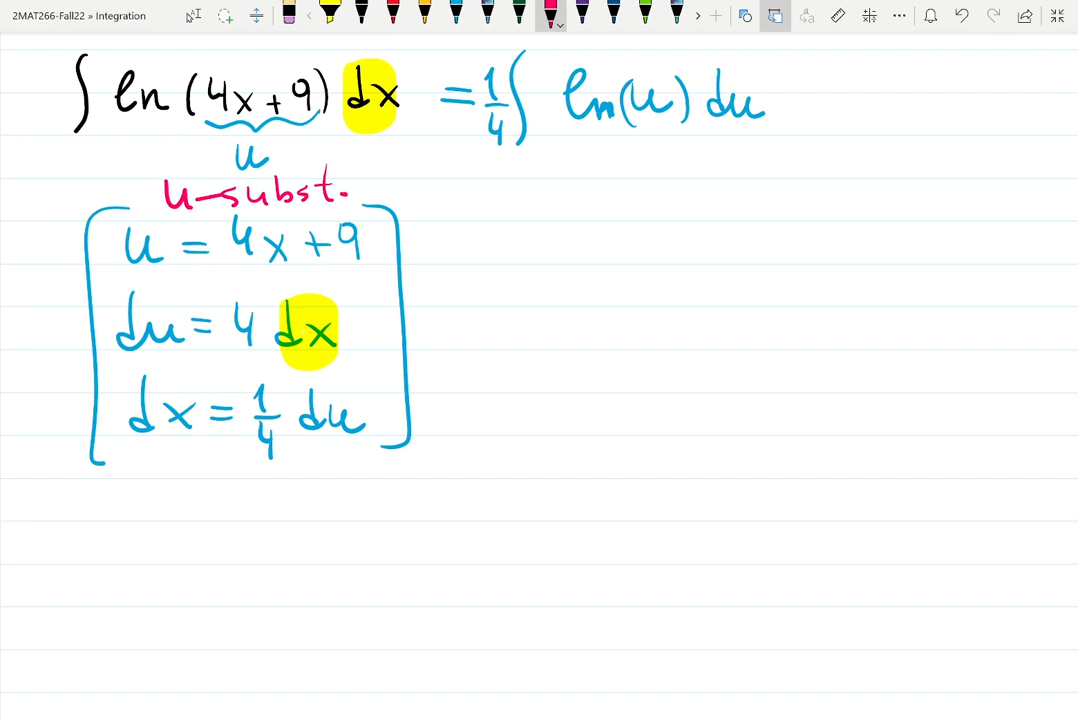 2MAT266-Fall22 » Integration
∫ ln (4x+9) dx = 1/4 ∫ ln(u) du
u
u-subst.
u = 4x+9
du = 4 dx
dx = 1/4 du